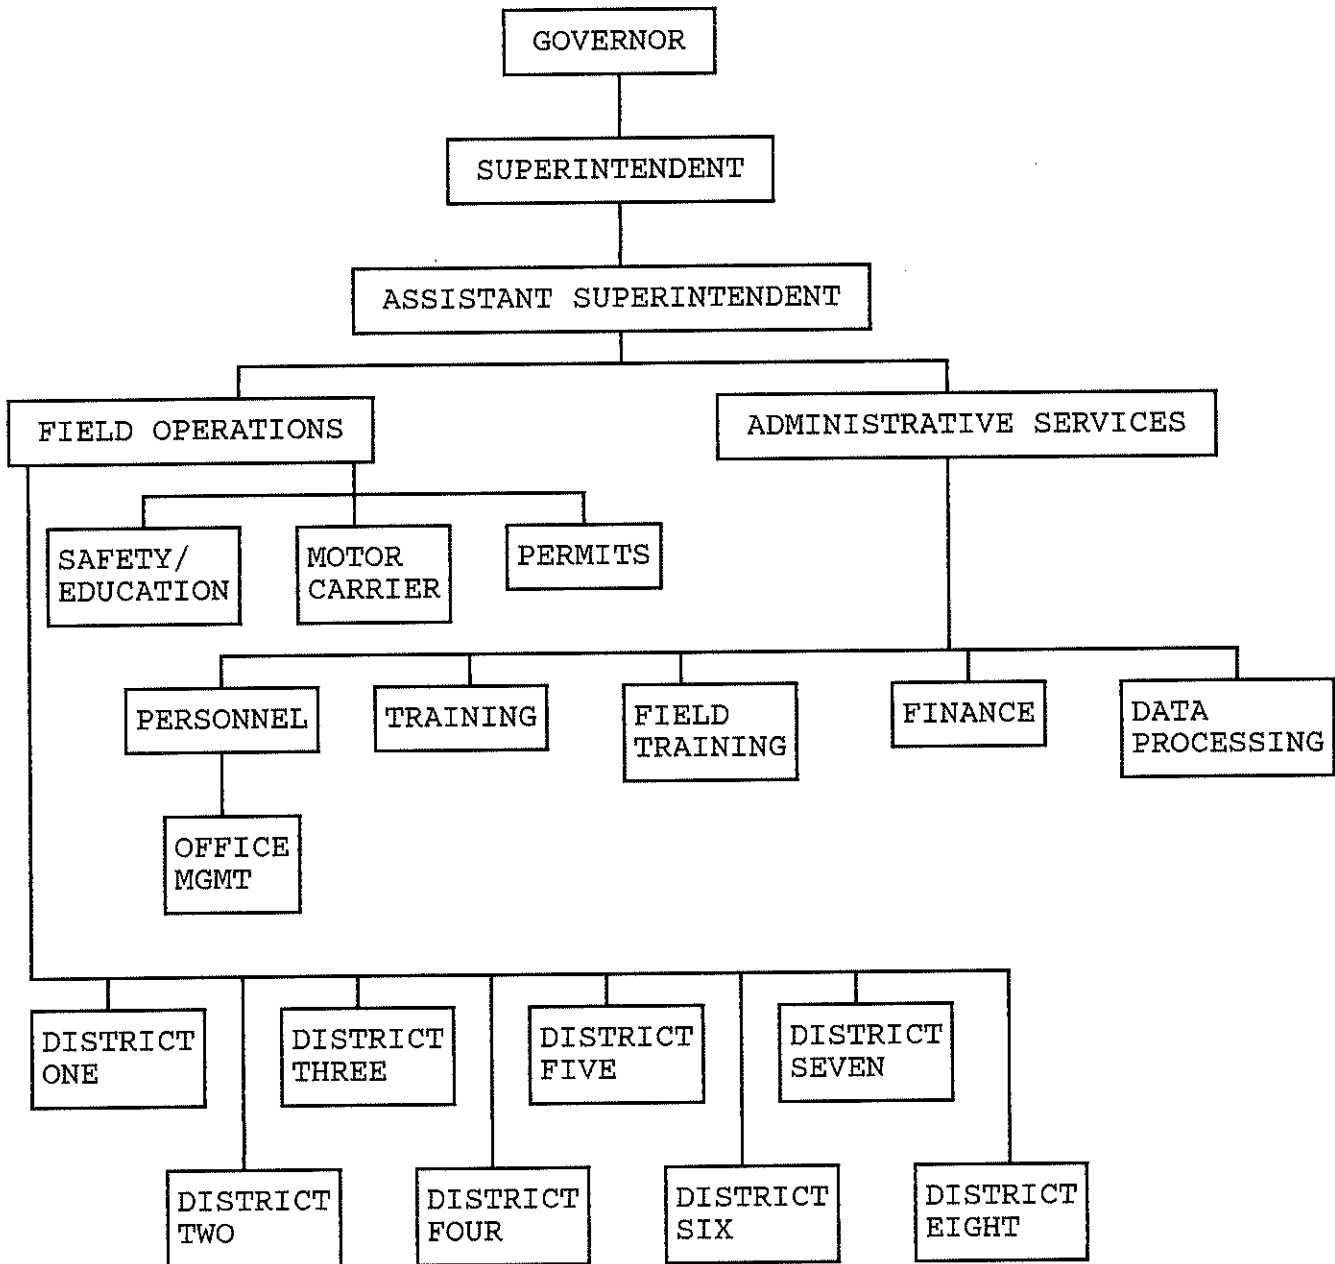 GOVERNOR
SUPERINTENDENT
ASSISTANT SUPERINTENDENT
FIELD OPERATIONS
ADMINISTRATIVE SERVICES
SAFETY/
EDUCATION
MOTOR
CARRIER
PERMITS
PERSONNEL
TRAINING
FIELD
TRAINING
FINANCE
DATA
PROCESSING
OFFICE
MGMT
DISTRICT
ONE
DISTRICT
THREE
DISTRICT
FIVE
DISTRICT
SEVEN
DISTRICT
TWO
DISTRICT
FOUR
DISTRICT
SIX
DISTRICT
EIGHT